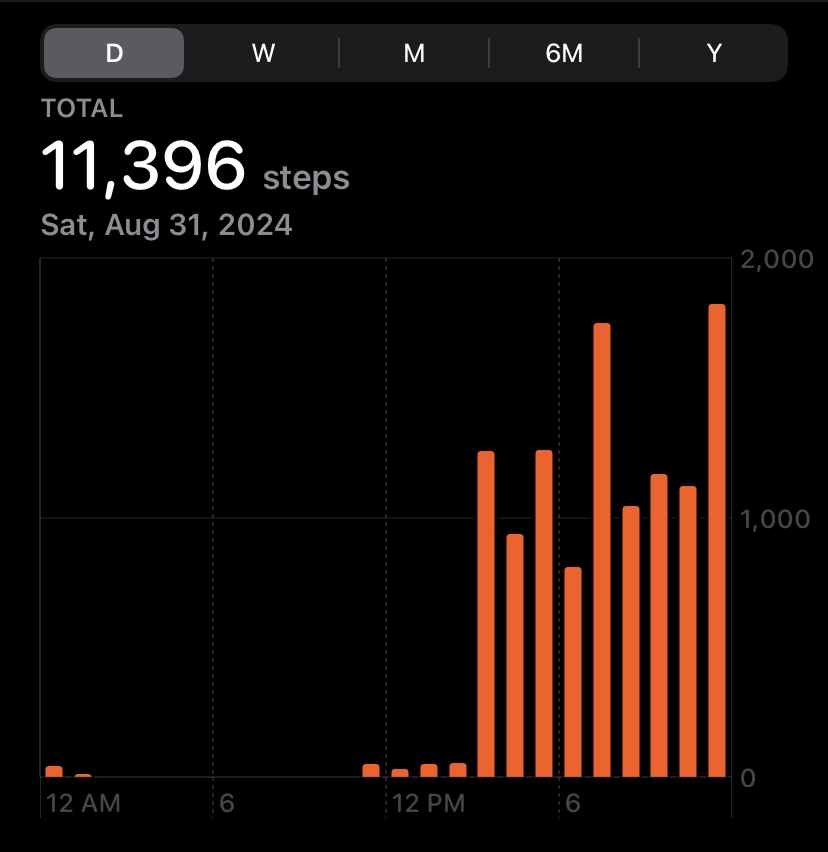 D W M 6M Y
TOTAL
11,396 steps
Sat, Aug 31, 2024
2,000
1,000
0
12 AM 6 12 PM 6